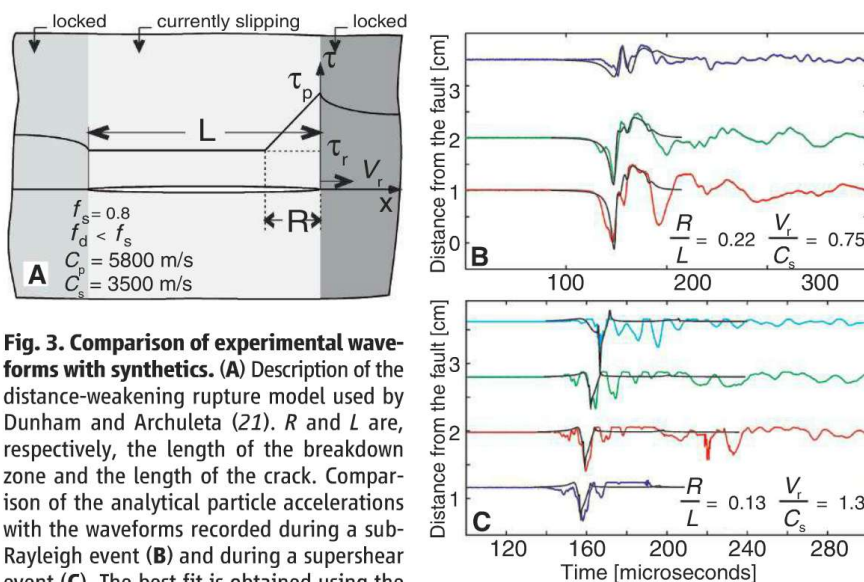 locked currently slipping locked
τ
τp
L
τr
Vr
x
R
fs = 0.8
fd < fs
Cp = 5800 m/s
Cs = 3500 m/s
A
Fig. 3. Comparison of experimental wave-
forms with synthetics. (A) Description of the
distance-weakening rupture model used by
Dunham and Archuleta (21). R and L are,
respectively, the length of the breakdown
zone and the length of the crack. Compar-
ison of the analytical particle accelerations
with the waveforms recorded during a sub-
Rayleigh event (B) and during a supershear
event (C). The best fit is obtained using the
Distance from the fault [cm]
3
2
1
0
B
R/L = 0.22 Vr/Cs = 0.75
100 200 300
Distance from the fault [cm]
3
2
1
C
R/L = 0.13 Vr/Cs = 1.3
120 160 200 240 280
Time [microseconds]